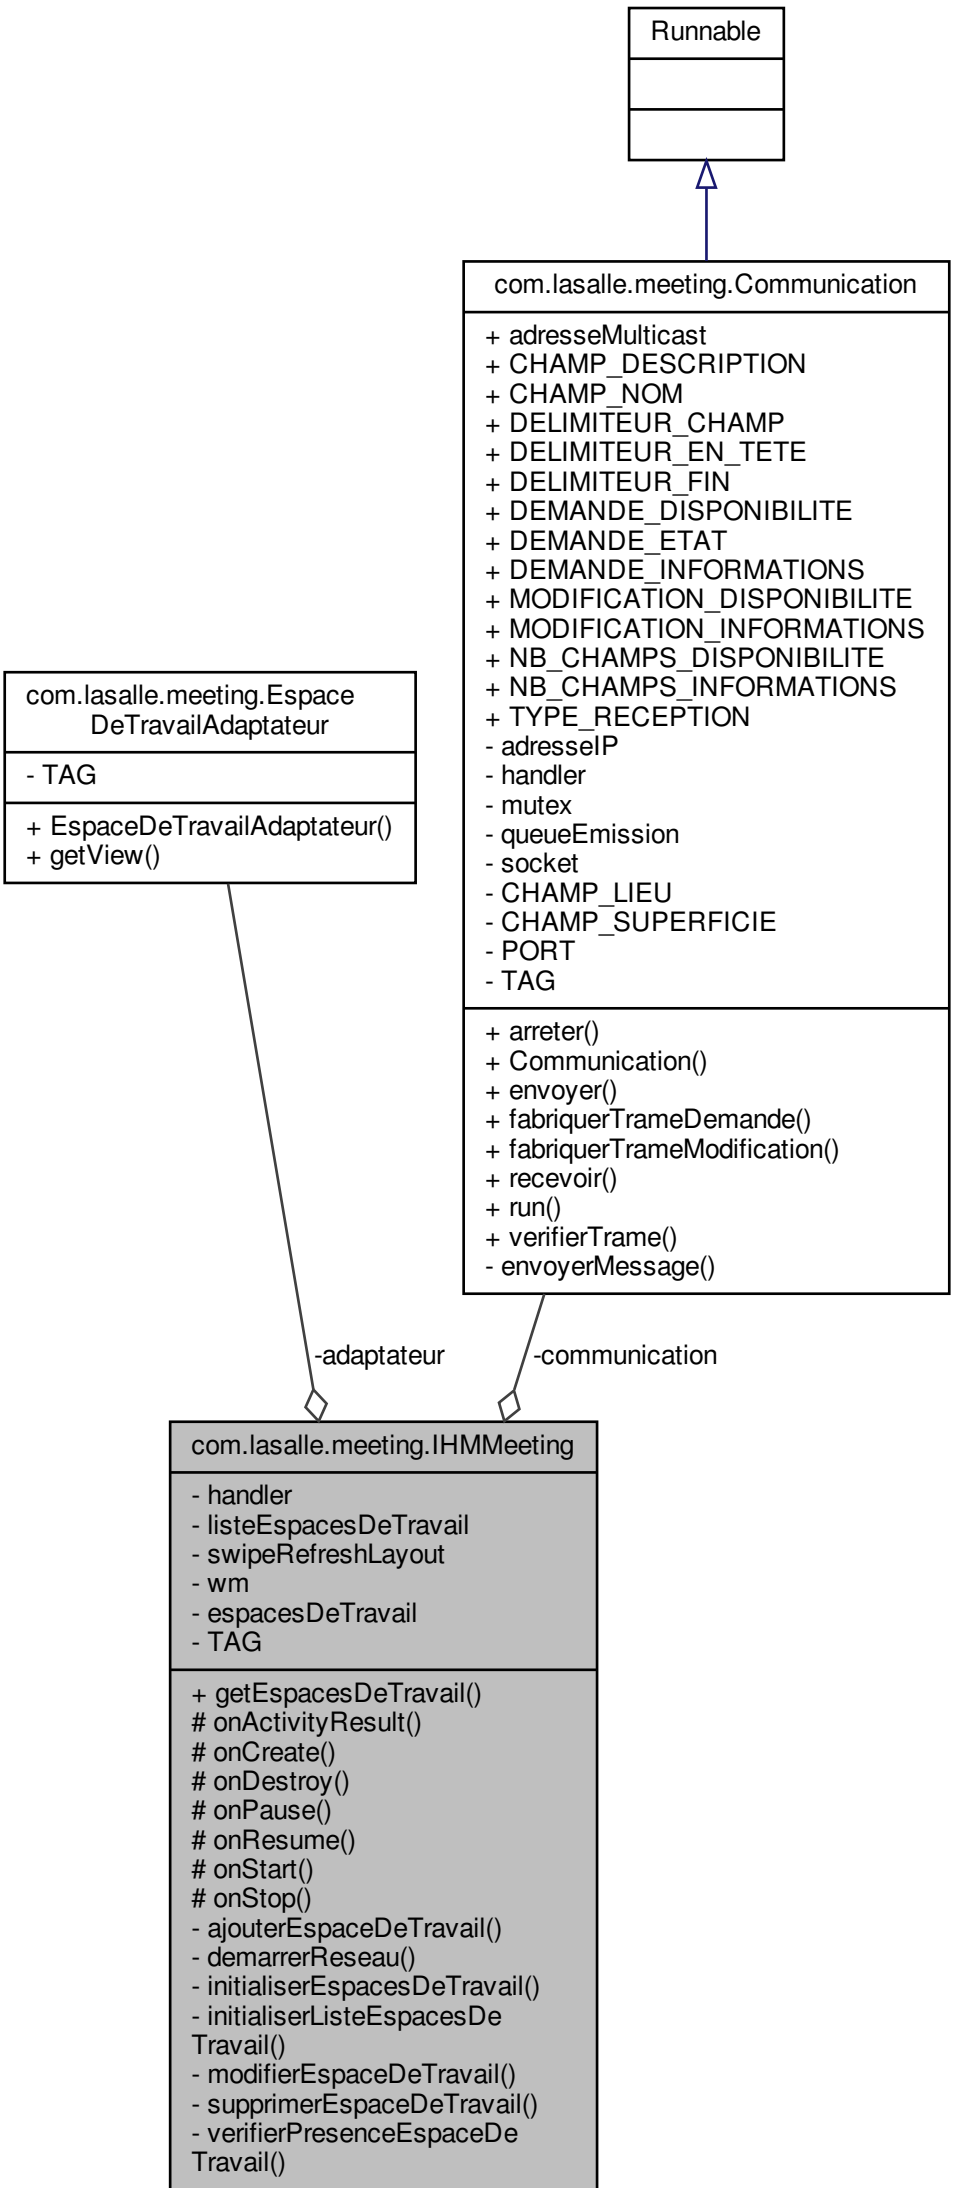 Runnable
com.lasalle.meeting.Communication
+ adresseMulticast
+ CHAMP_DESCRIPTION
+ CHAMP_NOM
+ DELIMITEUR_CHAMP
+ DELIMITEUR_EN_TETE
+ DELIMITEUR_FIN
+ DEMANDE_DISPONIBILITE
+ DEMANDE_ETAT
+ DEMANDE_INFORMATIONS
+ MODIFICATION_DISPONIBILITE
+ MODIFICATION_INFORMATIONS
+ NB_CHAMPS_DISPONIBILITE
+ NB_CHAMPS_INFORMATIONS
+ TYPE_RECEPTION
- adresseIP
- handler
- mutex
- queueEmission
- socket
- CHAMP_LIEU
- CHAMP_SUPERFICIE
- PORT
- TAG
+ arreter()
+ Communication()
+ envoyer()
+ fabriquerTrameDemande()
+ fabriquerTrameModification()
+ recevoir()
+ run()
+ verifierTrame()
- envoyerMessage()
com.lasalle.meeting.Espace
DeTravailAdaptateur
- TAG
+ EspaceDeTravailAdaptateur()
+ getView()
-adaptateur
-communication
com.lasalle.meeting.IHMMeeting
- handler
- listeEspacesDeTravail
- swipeRefreshLayout
- wm
- espacesDeTravail
- TAG
+ getEspacesDeTravail()
# onActivityResult()
# onCreate()
# onDestroy()
# onPause()
# onResume()
# onStart()
# onStop()
- ajouterEspaceDeTravail()
- demarrerReseau()
- initialiserEspacesDeTravail()
- initialiserListeEspacesDe
Travail()
- modifierEspaceDeTravail()
- supprimerEspaceDeTravail()
- verifierPresenceEspaceDe
Travail()